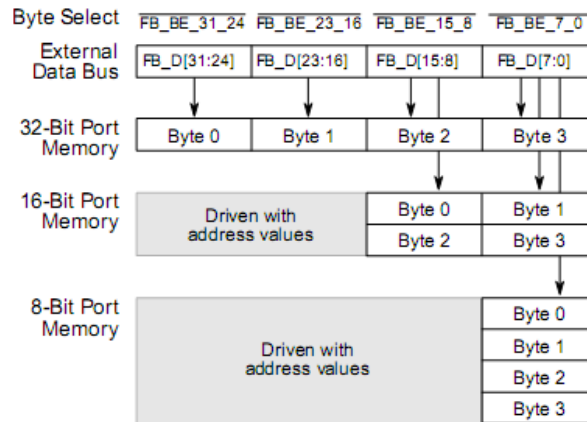 Byte Select FB_BE_31_24 FB_BE_23_16 FB_BE_15_8 FB_BE_7_0
External Data Bus FB_D[31:24] FB_D[23:16] FB_D[15:8] FB_D[7:0]
32-Bit Port Memory Byte 0 Byte 1 Byte 2 Byte 3
16-Bit Port Memory Driven with address values Byte 0 Byte 1
Byte 2 Byte 3
8-Bit Port Memory Driven with address values Byte 0
Byte 1
Byte 2
Byte 3